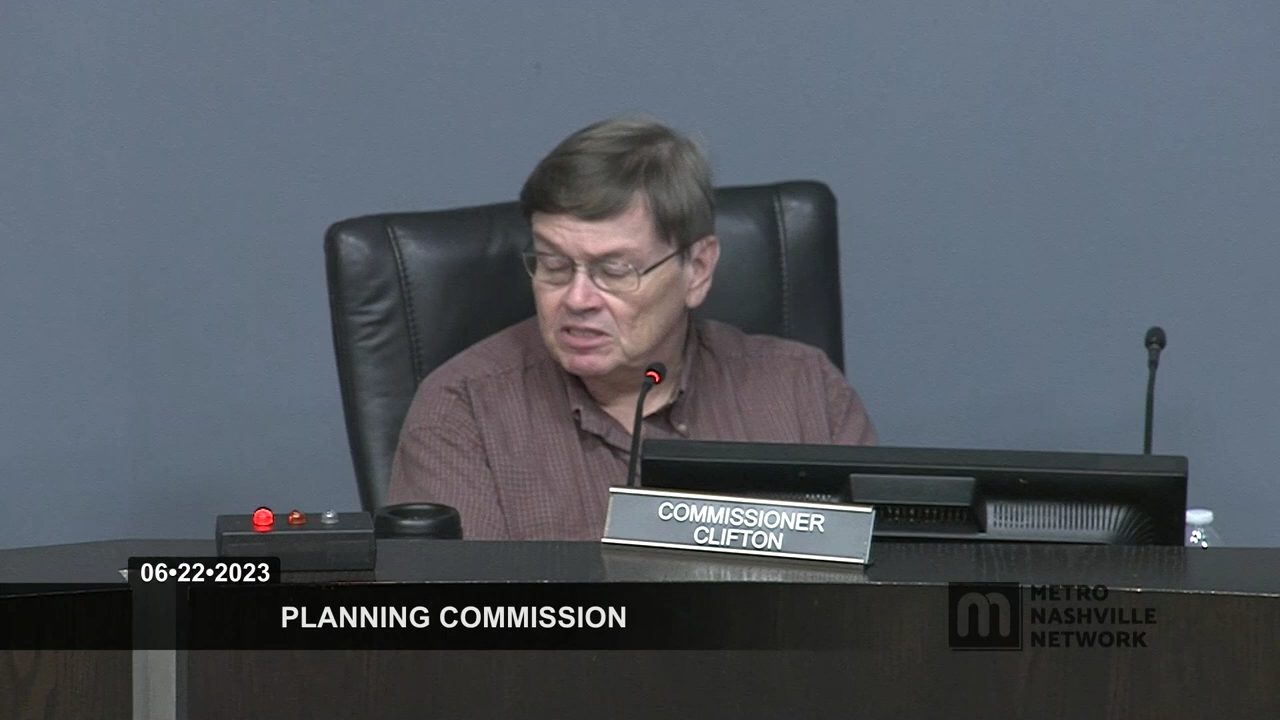 COMMISSIONER
CLIFTON
06•22•2023
PLANNING COMMISSION
m
METRO
NASHVILLE
NETWORK